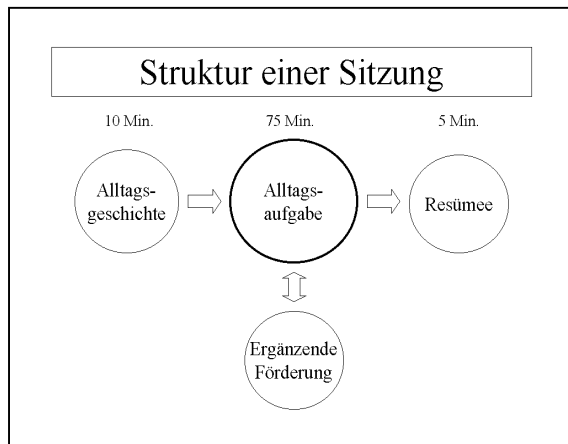 Struktur einer Sitzung
10 Min.
75 Min.
5 Min.
Alltags-
geschichte
Alltags-
aufgabe
Resümee
Ergänzende
Förderung